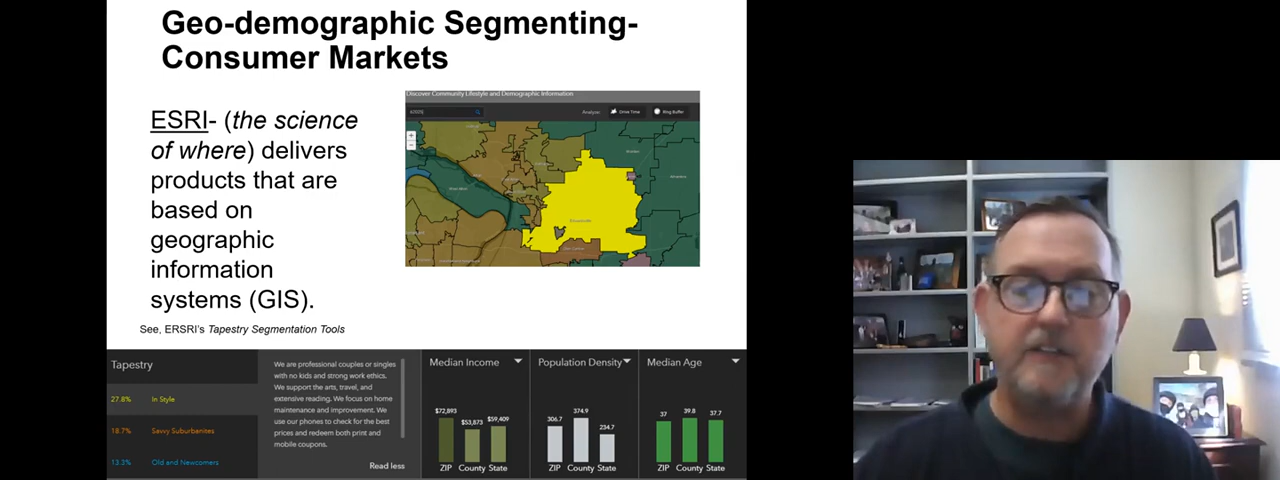 Geo-demographic Segmenting-
Consumer Markets
ESRI- (the science
of where) delivers
products that are
based on
geographic
information
systems (GIS).
See, ERSRI's Tapestry Segmentation Tools
Discover Community Lifestyle and Demographic Information
62025
Analyze:
Drive Time
Ring Buffer
Edwardsville
Tapestry
27.8% In Style
18.7% Savvy Suburbanites
13.3% Old and Newcomers
We are professional couples or singles
with no kids and strong work ethics.
We support the arts, travel, and
extensive reading. We focus on home
maintenance and improvement. We
use our phones to check for the best
prices and redeem both print and
mobile coupons.
Read less
Median Income
$72,893 $53,873 $59,409
ZIP County State
Population Density
306.7 374.9 234.7
ZIP County State
Median Age
37 39.8 37.7
ZIP County State